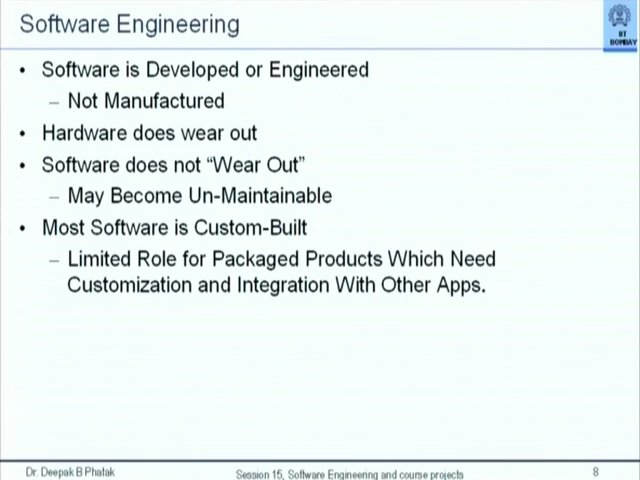 Software Engineering
IIT
BOMBAY
• Software is Developed or Engineered
– Not Manufactured
• Hardware does wear out
• Software does not “Wear Out”
– May Become Un-Maintainable
• Most Software is Custom-Built
– Limited Role for Packaged Products Which Need
Customization and Integration With Other Apps.
Dr. Deepak B Phatak
Session 15, Software Engineering and course projects
8